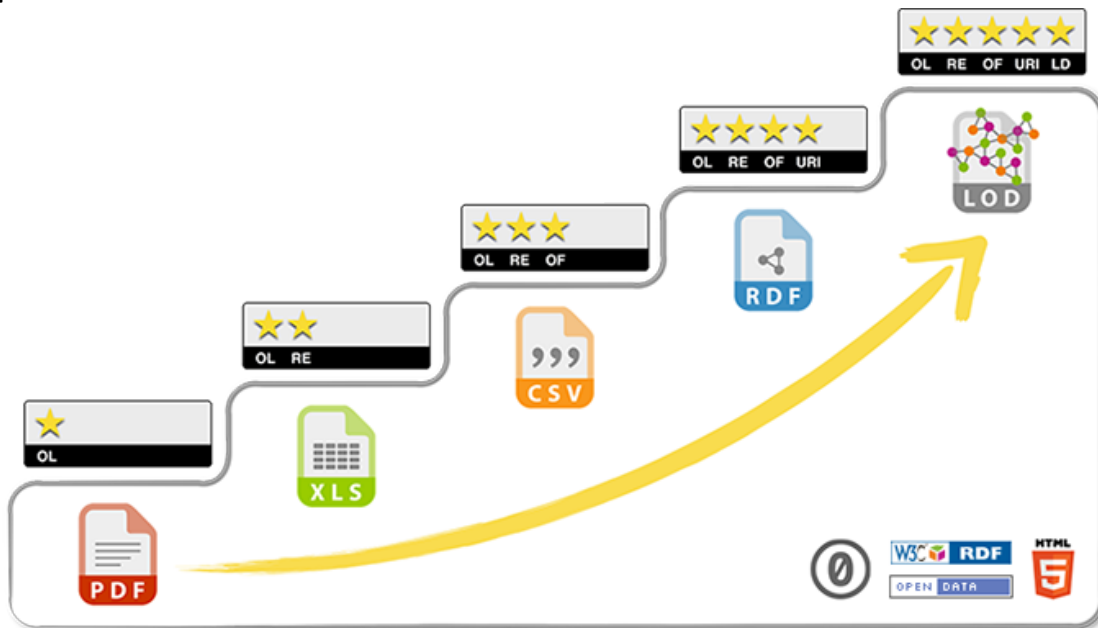 OL RE OF URI LD
LOD
OL RE OF URI
RDF
OL RE OF
,,,
CSV
OL RE
XLS
OL
PDF
0
W3C RDF
OPEN DATA
HTML
5